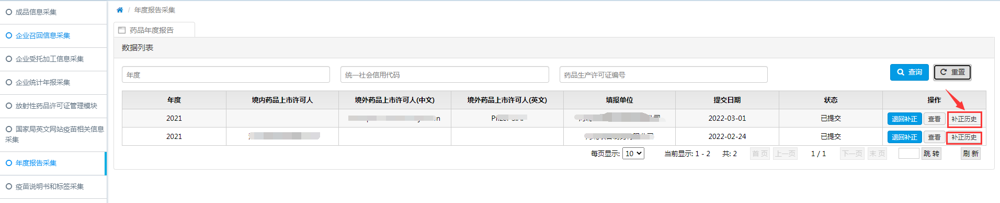 成品信息采集
企业召回信息采集
企业受托加工信息采集
企业统计年报采集
放射性药品许可证管理模块
国家局英文网站疫苗相关信息
采集
年度报告采集
疫苗说明书和标签采集
/ 年度报告采集
药品年度报告
数据列表
年度 统一社会信用代码 药品生产许可证编号 查询 重置
年度 境内药品上市许可人 境外药品上市许可人(中文) 境外药品上市许可人(英文) 填报单位 提交日期 状态 操作
2021 2022-03-01 已提交 退回补正 查看 补正历史
2021 2022-02-24 已提交 退回补正 查看 补正历史
每页显示: 10 当前显示: 1 - 2 共: 2 首 页 上一页 1 / 1 下一页 末 页 跳 转 刷 新